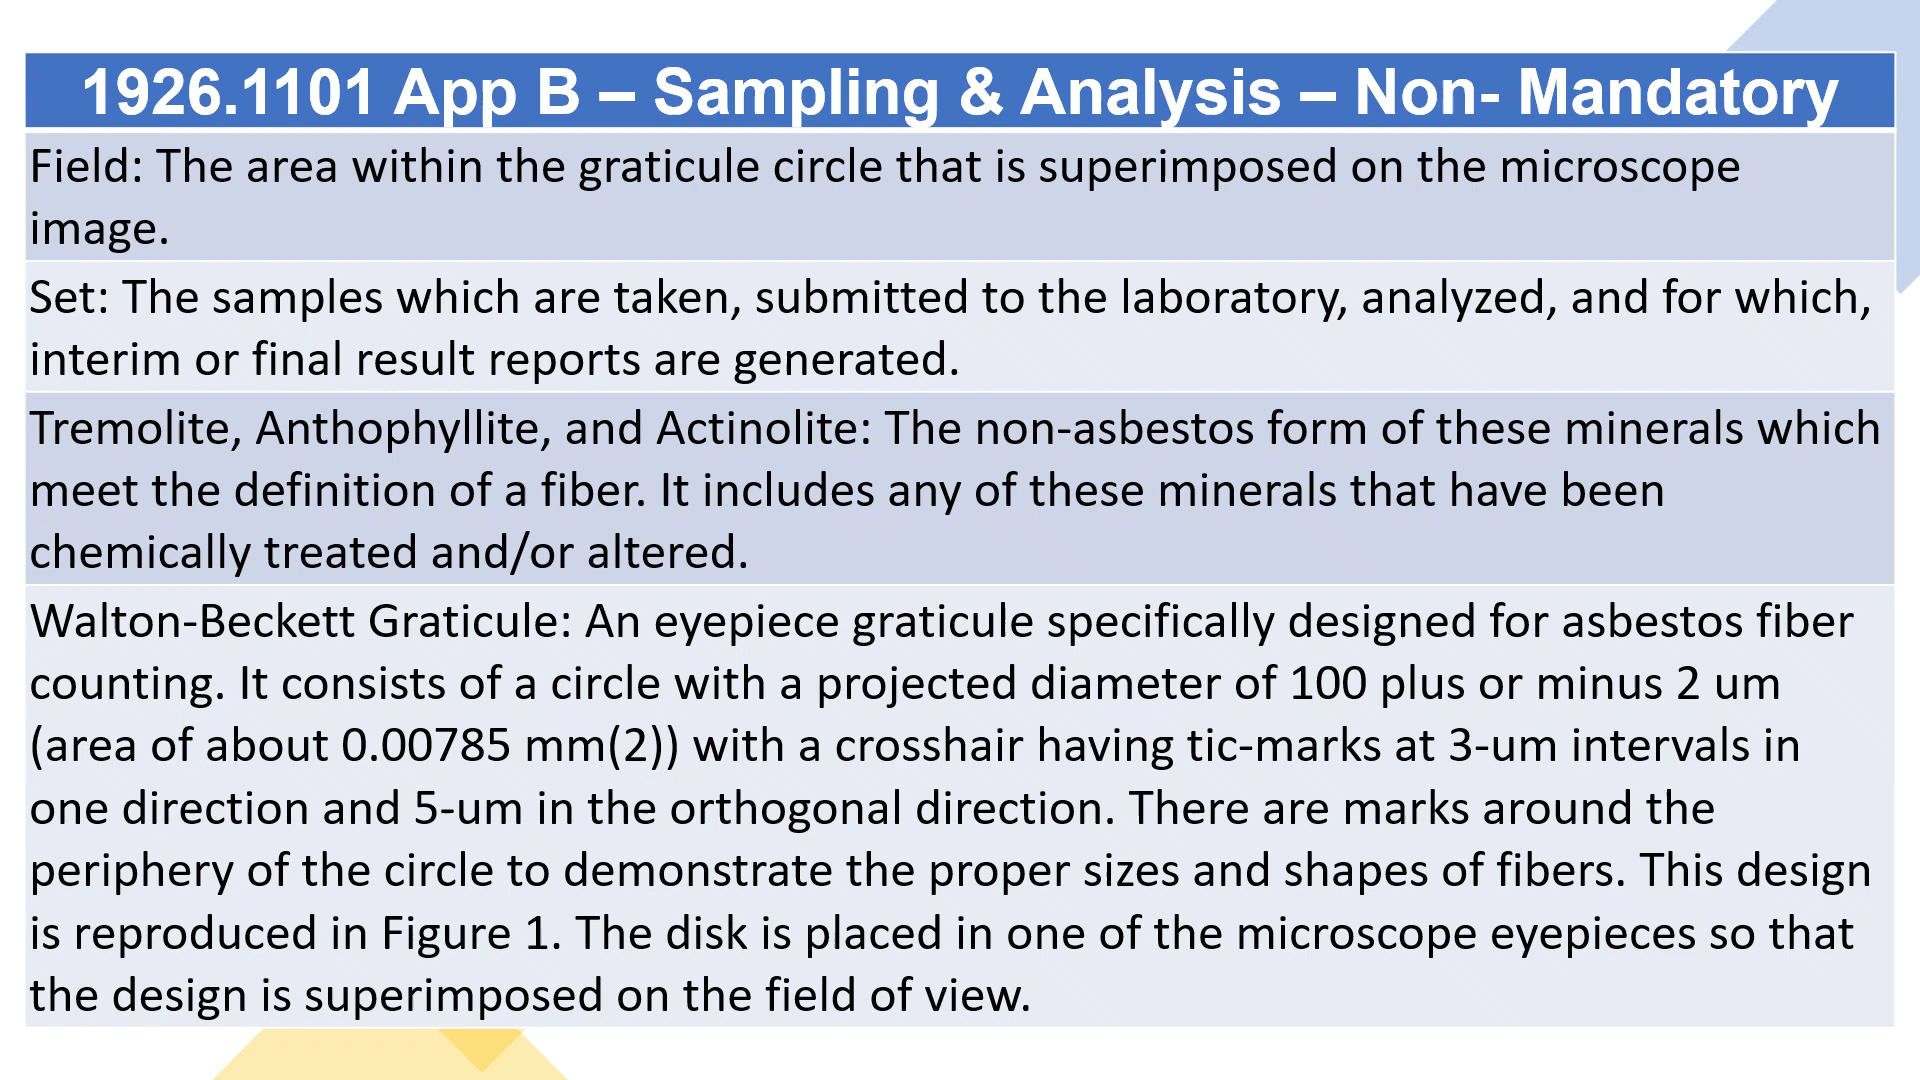 1926.1101 App B – Sampling & Analysis – Non- Mandatory
Field: The area within the graticule circle that is superimposed on the microscope
image.
Set: The samples which are taken, submitted to the laboratory, analyzed, and for which,
interim or final result reports are generated.
Tremolite, Anthophyllite, and Actinolite: The non-asbestos form of these minerals which
meet the definition of a fiber. It includes any of these minerals that have been
chemically treated and/or altered.
Walton-Beckett Graticule: An eyepiece graticule specifically designed for asbestos fiber
counting. It consists of a circle with a projected diameter of 100 plus or minus 2 um
(area of about 0.00785 mm(2)) with a crosshair having tic-marks at 3-um intervals in
one direction and 5-um in the orthogonal direction. There are marks around the
periphery of the circle to demonstrate the proper sizes and shapes of fibers. This design
is reproduced in Figure 1. The disk is placed in one of the microscope eyepieces so that
the design is superimposed on the field of view.